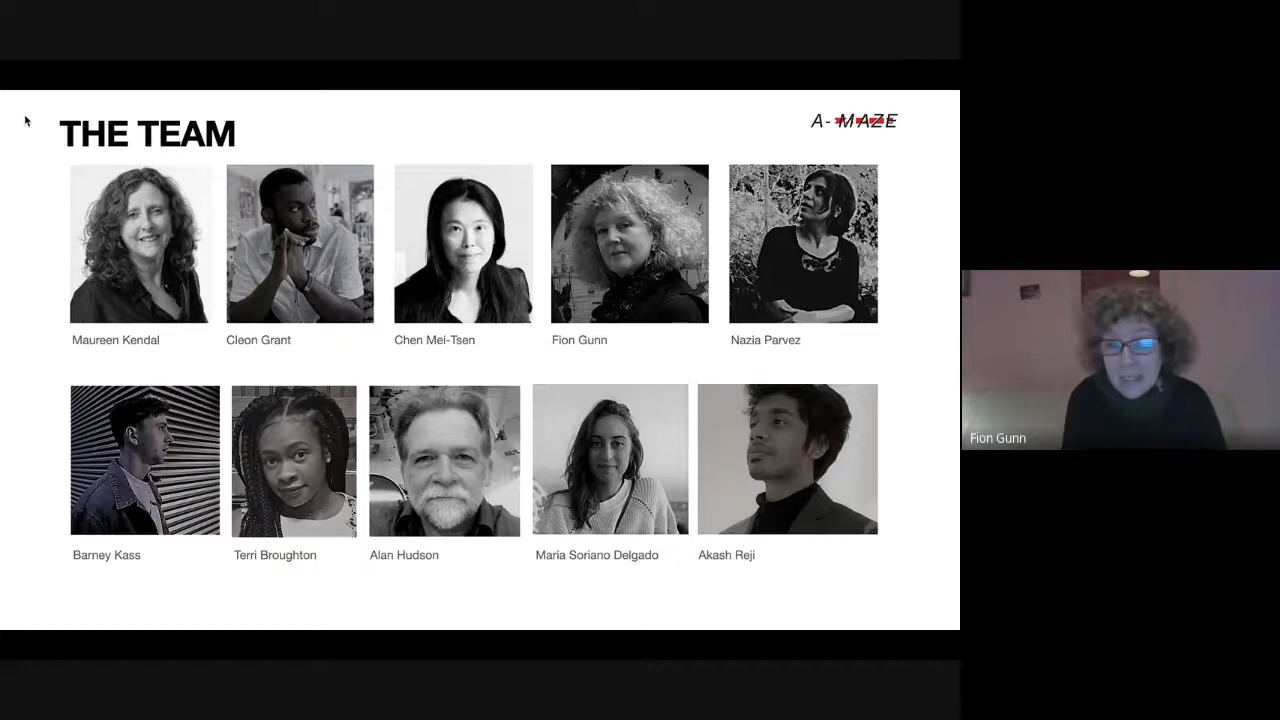 THE TEAM
A- MAZE
Maureen Kendal
Cleon Grant
Chen Mei-Tsen
Fion Gunn
Nazia Parvez
Barney Kass
Terri Broughton
Alan Hudson
Maria Soriano Delgado
Akash Reji
Fion Gunn